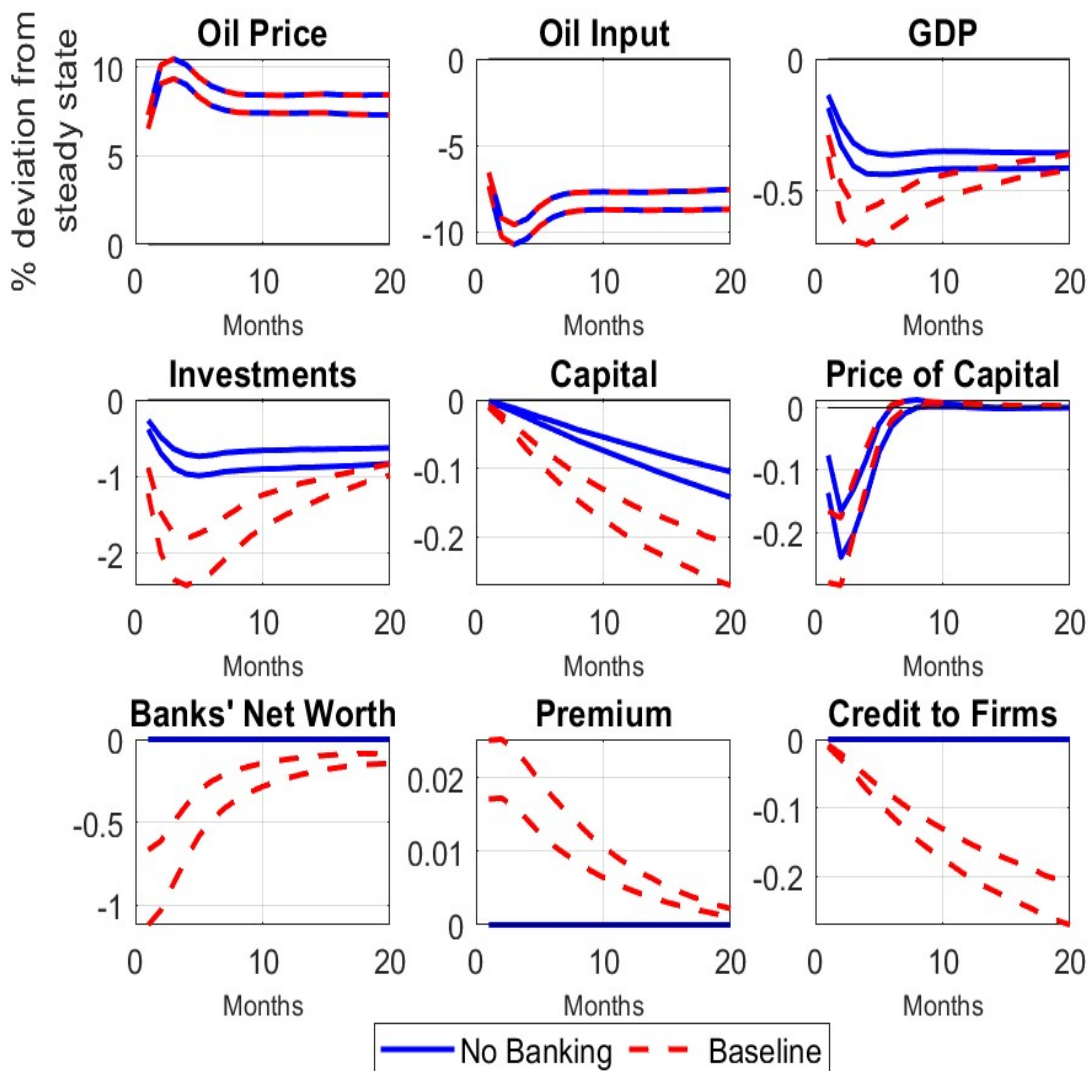 % deviation from
steady state
Oil Price
10
5
0
0 10 20
Months
Oil Input
0
-5
-10
0 10 20
Months
GDP
0
-0.5
0 10 20
Months
Investments
0
-1
-2
0 10 20
Months
Capital
0
-0.1
-0.2
0 10 20
Months
Price of Capital
0
-0.1
-0.2
0 10 20
Months
Banks' Net Worth
0
-0.5
-1
0 10 20
Months
Premium
0.02
0.01
0
0 10 20
Months
Credit to Firms
0
-0.1
-0.2
0 10 20
Months
No Banking Baseline